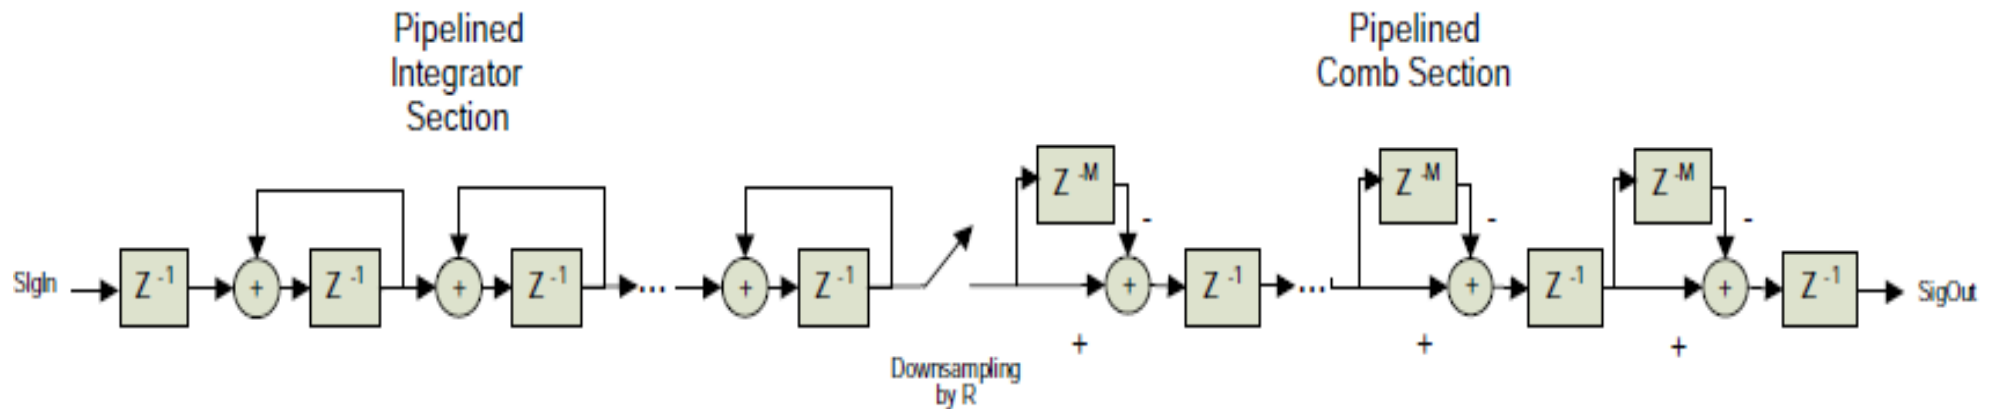 Pipelined
Integrator
Section
Pipelined
Comb Section
Z -M
-
Z -M
-
Z -M
-
SIgIn
Z -1
+
Z -1
+
Z -1
...
+
Z -1
+
Z -1
...
+
Z -1
+
Z -1
SigOut
+
+
+
Downsampling
by R